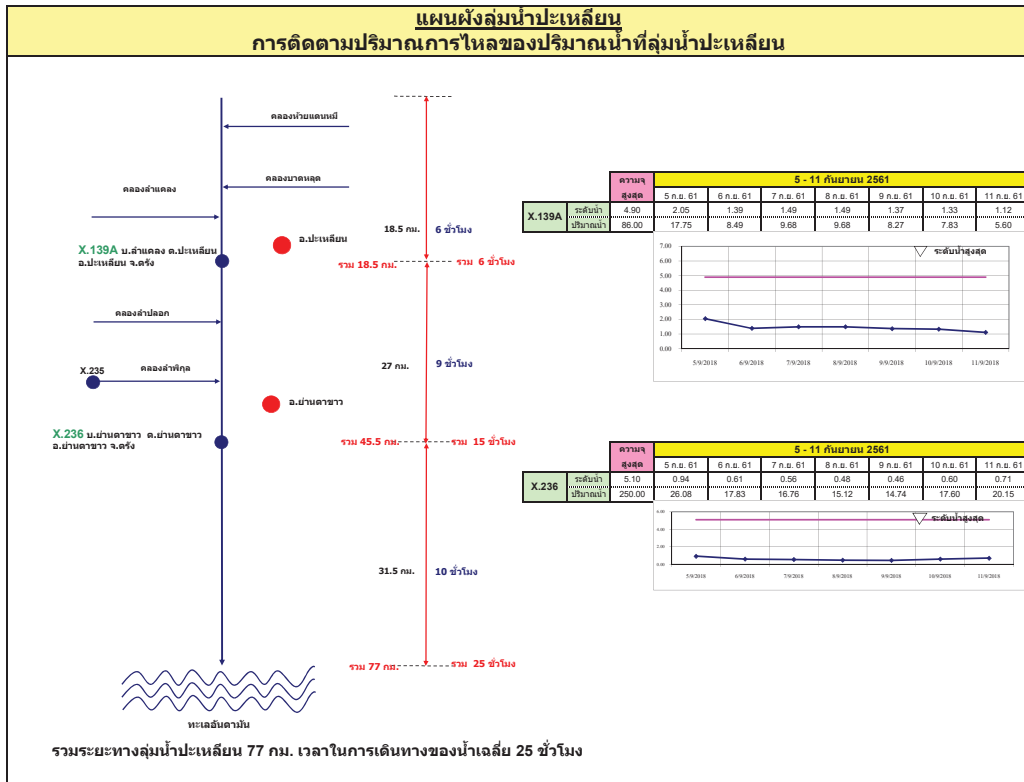 แผนผังลุ่มน้ำปะเหลียน
การติดตามปริมาณการไหลของปริมาณน้ำที่ลุ่มน้ำปะเหลียน
คลองห้วยแดนหมี
คลองบาดหลุด
คลองลำแคลง
18.5 กม. 6 ชั่วโมง
อ.ปะเหลียน
X.139A บ.ลำแคลง ต.ปะเหลียน
อ.ปะเหลียน จ.ตรัง
รวม 18.5 กม. รวม 6 ชั่วโมง
คลองลำปลอก
X.235 คลองลำพิกุล
27 กม. 9 ชั่วโมง
อ.ย่านตาขาว
X.236 บ.ย่านตาขาว ต.ย่านตาขาว
อ.ย่านตาขาว จ.ตรัง
รวม 45.5 กม. รวม 15 ชั่วโมง
31.5 กม. 10 ชั่วโมง
รวม 77 กม. รวม 25 ชั่วโมง
ทะเลอันดามัน
รวมระยะทางลุ่มน้ำปะเหลียน 77 กม. เวลาในการเดินทางของน้ำเฉลี่ย 25 ชั่วโมง
ความจุ 5 - 11 กันยายน 2561
สูงสุด 5 ก.ย. 61 6 ก.ย. 61 7 ก.ย. 61 8 ก.ย. 61 9 ก.ย. 61 10 ก.ย. 61 11 ก.ย. 61
X.139A
ระดับน้ำ 4.90 2.05 1.39 1.49 1.49 1.37 1.33 1.12
ปริมาณน้ำ 86.00 17.75 8.49 9.68 9.68 8.27 7.83 5.60
ระดับน้ำสูงสุด
7.00
6.00
5.00
4.00
3.00
2.00
1.00
0.00
5/9/2018 6/9/2018 7/9/2018 8/9/2018 9/9/2018 10/9/2018 11/9/2018
ความจุ 5 - 11 กันยายน 2561
สูงสุด 5 ก.ย. 61 6 ก.ย. 61 7 ก.ย. 61 8 ก.ย. 61 9 ก.ย. 61 10 ก.ย. 61 11 ก.ย. 61
X.236
ระดับน้ำ 5.10 0.94 0.61 0.56 0.48 0.46 0.60 0.71
ปริมาณน้ำ 250.00 26.08 17.83 16.76 15.12 14.74 17.60 20.15
ระดับน้ำสูงสุด
6.00
4.00
2.00
0.00
5/9/2018 6/9/2018 7/9/2018 8/9/2018 9/9/2018 10/9/2018 11/9/2018